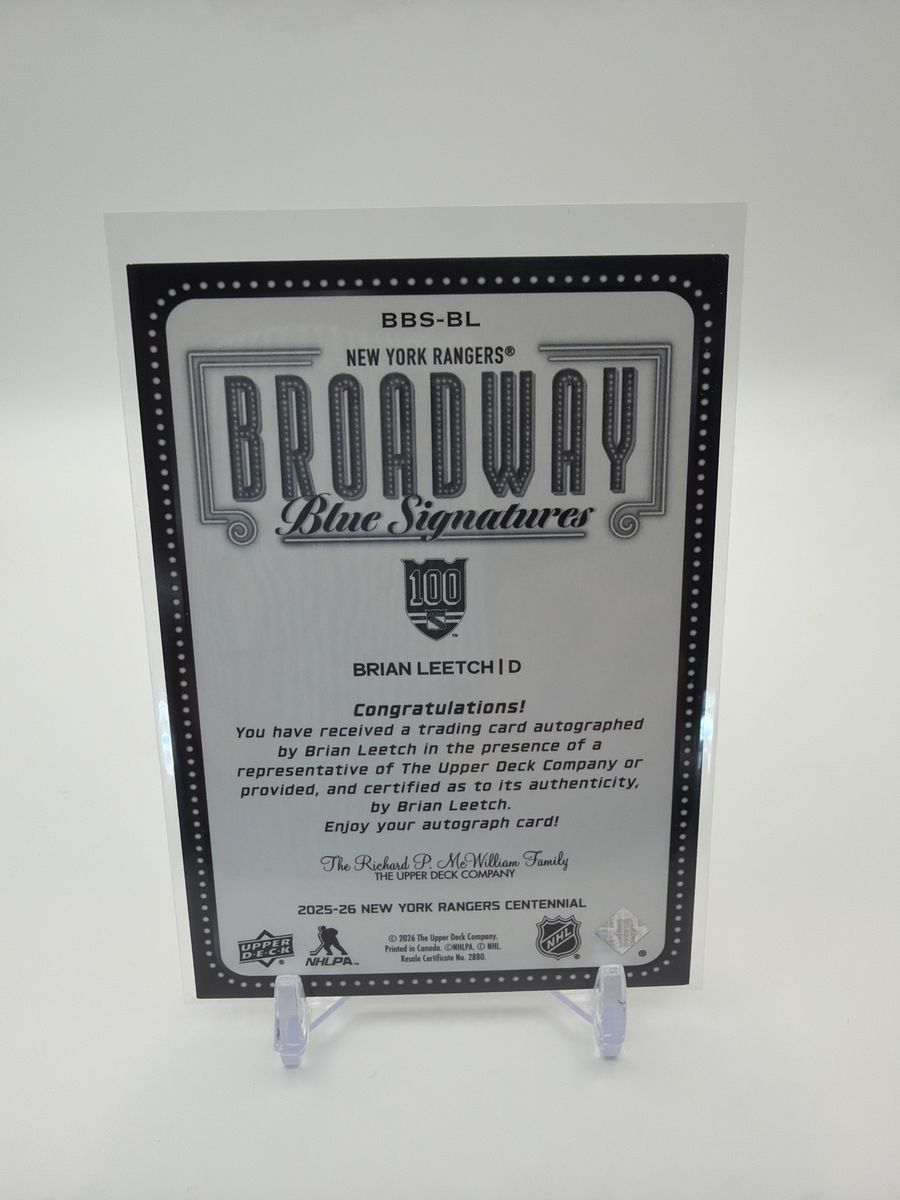 BBS-BL
NEW YORK RANGERS®
BROADWAY
Blue Signatures
100
™
BRIAN LEETCH | D
Congratulations!
You have received a trading card autographed
by Brian Leetch in the presence of a
representative of The Upper Deck Company or
provided, and certified as to its authenticity,
by Brian Leetch.
Enjoy your autograph card!
The Richard P. McWilliam Family
THE UPPER DECK COMPANY
2025-26 NEW YORK RANGERS CENTENNIAL
UPPER
D·E·C·K
®
NHLPA™
© 2026 The Upper Deck Company.
Printed in Canada. ©NHLPA. © NHL.
Resale Certificate No. 2880.
NHL
®
®